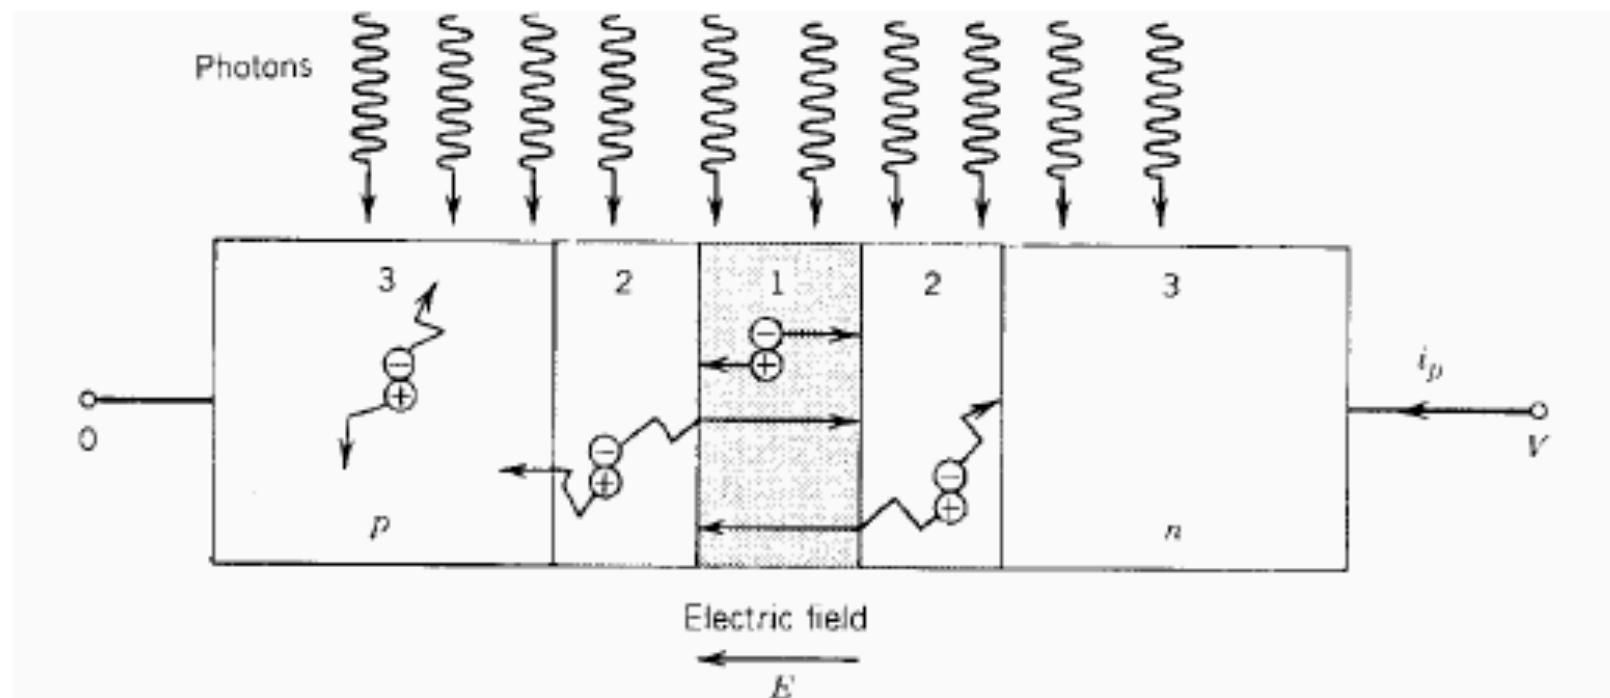 Photons
3 2 1 2 3
−
+
−
+
−
+
−
+
i_p
0
V
p
n
Electric field
E